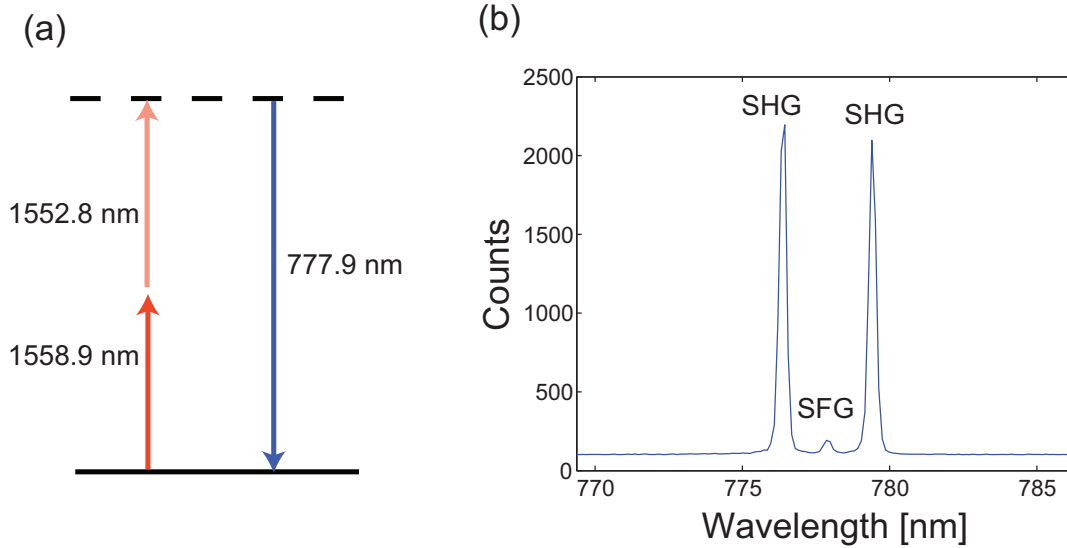 (a)
1552.8 nm
1558.9 nm
777.9 nm
(b)
2500
2000
1500
1000
500
0
Counts
SHG
SHG
SFG
770
775
780
785
Wavelength [nm]